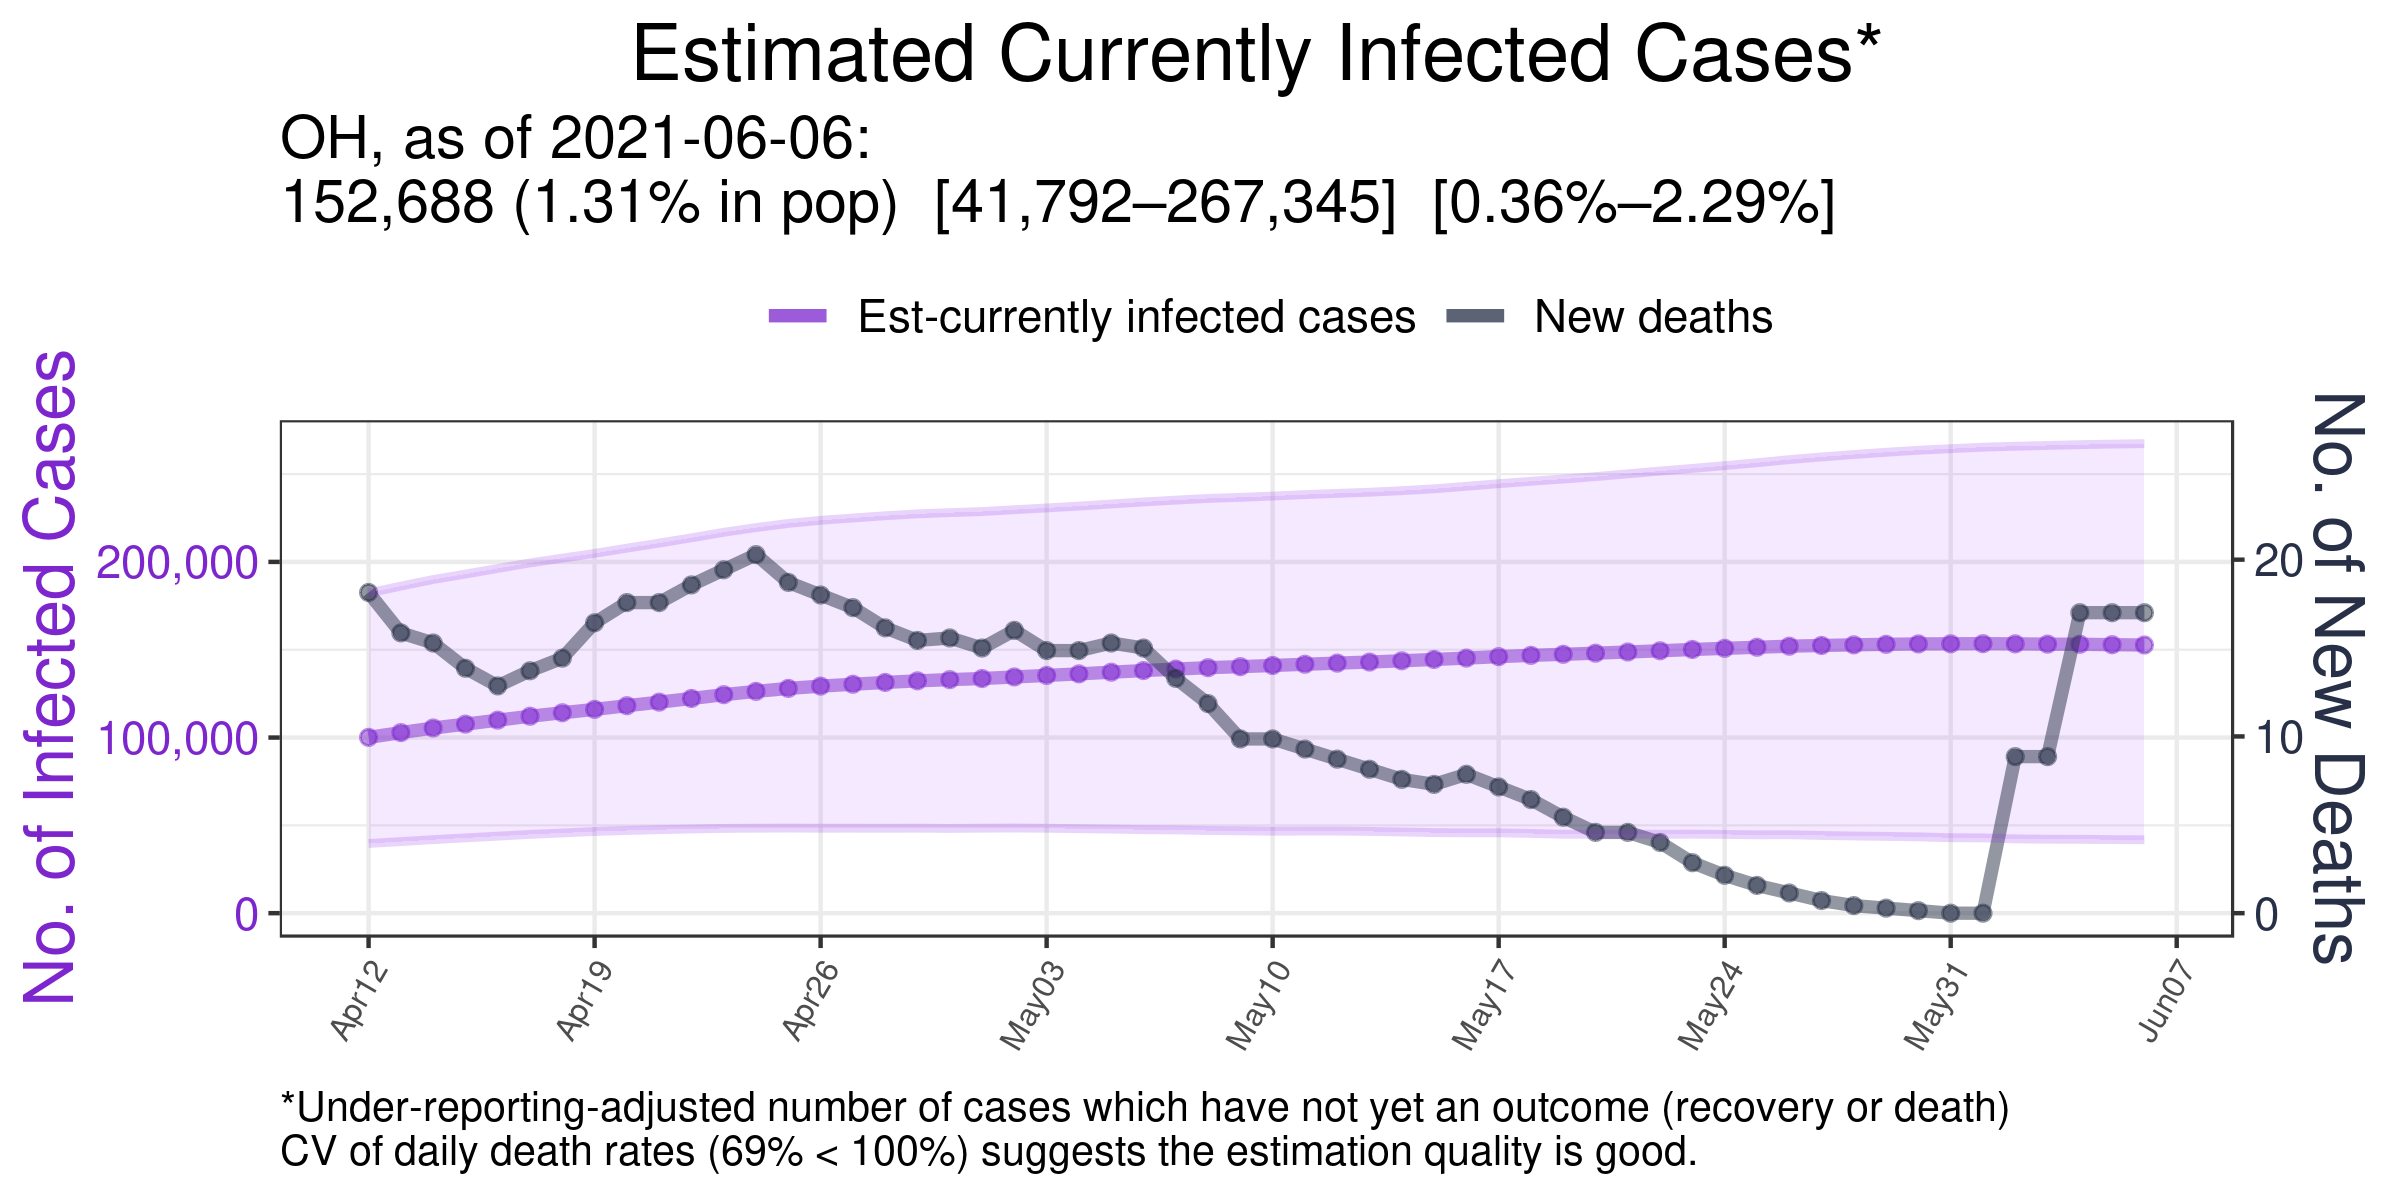 Estimated Currently Infected Cases*
OH, as of 2021-06-06:
152,688 (1.31% in pop)  [41,792–267,345]  [0.36%–2.29%]
Est-currently infected cases
New deaths
No. of Infected Cases
200,000
100,000
0
No. of New Deaths
20
10
0
Apr12
Apr19
Apr26
May03
May10
May17
May24
May31
Jun07
*Under-reporting-adjusted number of cases which have not yet an outcome (recovery or death)
CV of daily death rates (69% < 100%) suggests the estimation quality is good.